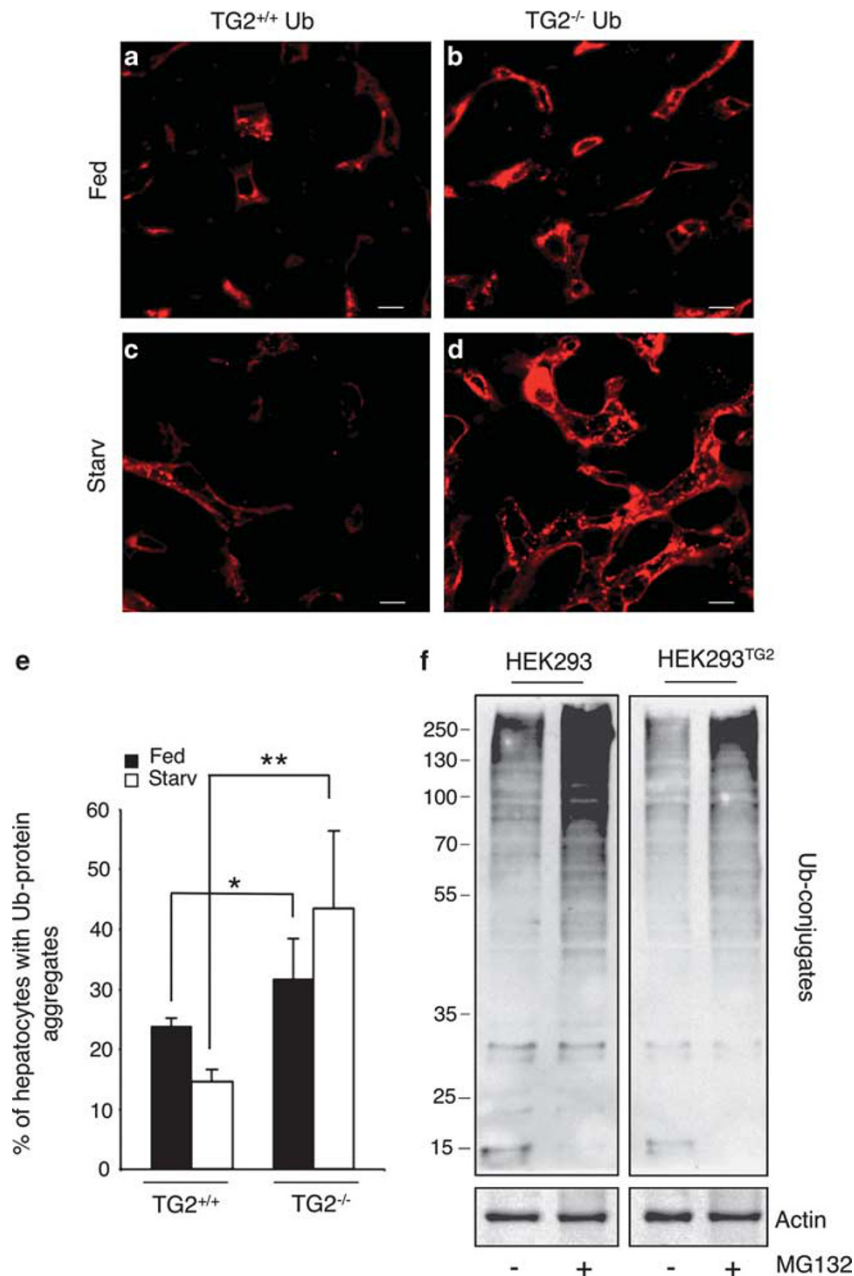 TG2+/+ Ub
TG2-/- Ub
a
b
Fed
c
d
Starv
e
Fed
Starv
*
**
% of hepatocytes with Ub-protein
aggregates
60
50
40
30
20
10
0
TG2+/+
TG2-/-
f
HEK293
HEK293TG2
250
130
100
70
55
35
25
15
Ub-conjugates
Actin
- + - + MG132